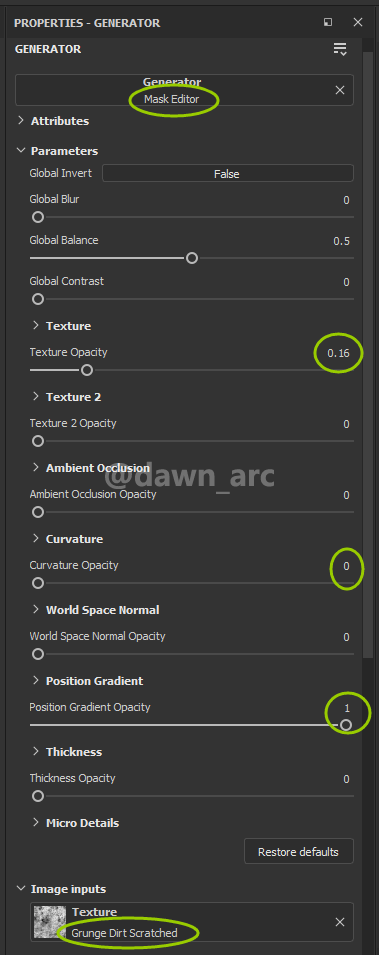 PROPERTIES - GENERATOR
GENERATOR
Generator
Mask Editor
Attributes
Parameters
Global Invert False
Global Blur 0
Global Balance 0.5
Global Contrast 0
Texture
Texture Opacity 0.16
Texture 2
Texture 2 Opacity 0
Ambient Occlusion
@dawn_arc
Ambient Occlusion Opacity 0
Curvature
Curvature Opacity 0
World Space Normal
World Space Normal Opacity 0
Position Gradient
Position Gradient Opacity 1
Thickness
Thickness Opacity 0
Micro Details
Restore defaults
Image inputs
Texture
Grunge Dirt Scratched